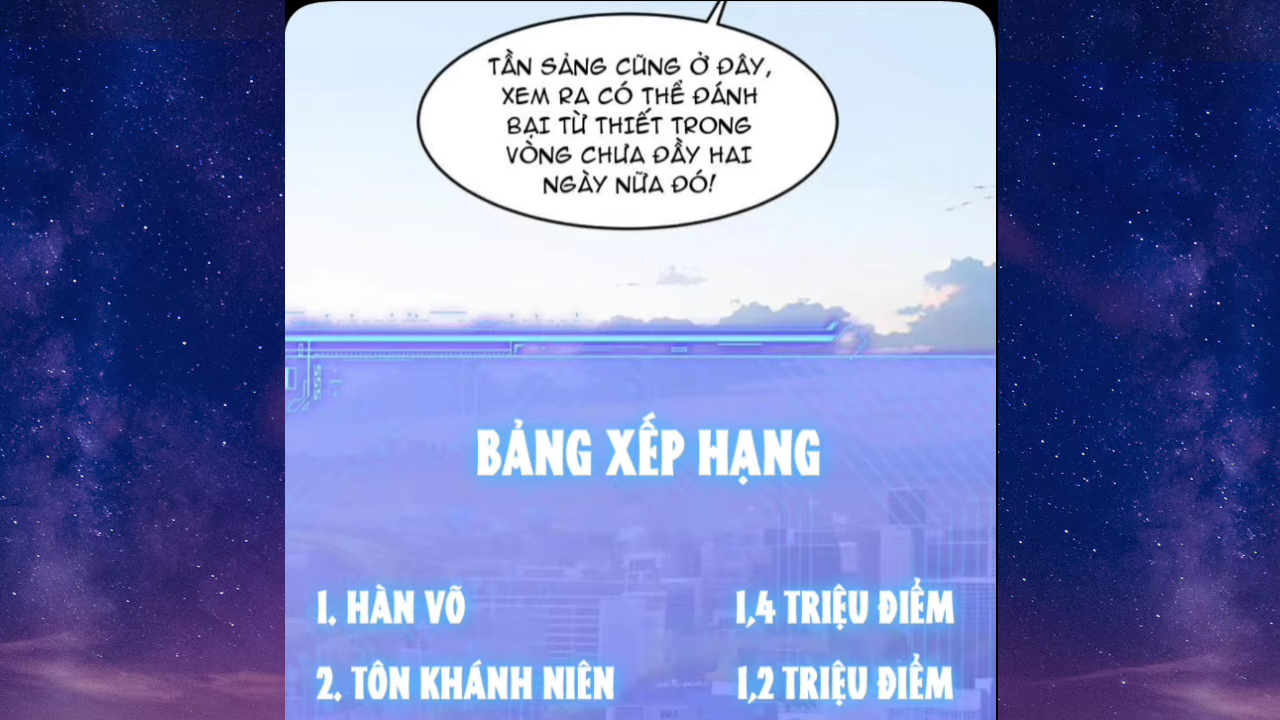 TẦN SẢNG CŨNG Ở ĐÂY,
XEM RA CÓ THỂ ĐÁNH
BẠI TỪ THIẾT TRONG
VÒNG CHƯA ĐẦY HAI
NGÀY NỮA ĐÓ!
BẢNG XẾP HẠNG
1. HÀN VÕ 1,4 TRIỆU ĐIỂM
2. TÔN KHÁNH NIÊN 1,2 TRIỆU ĐIỂM